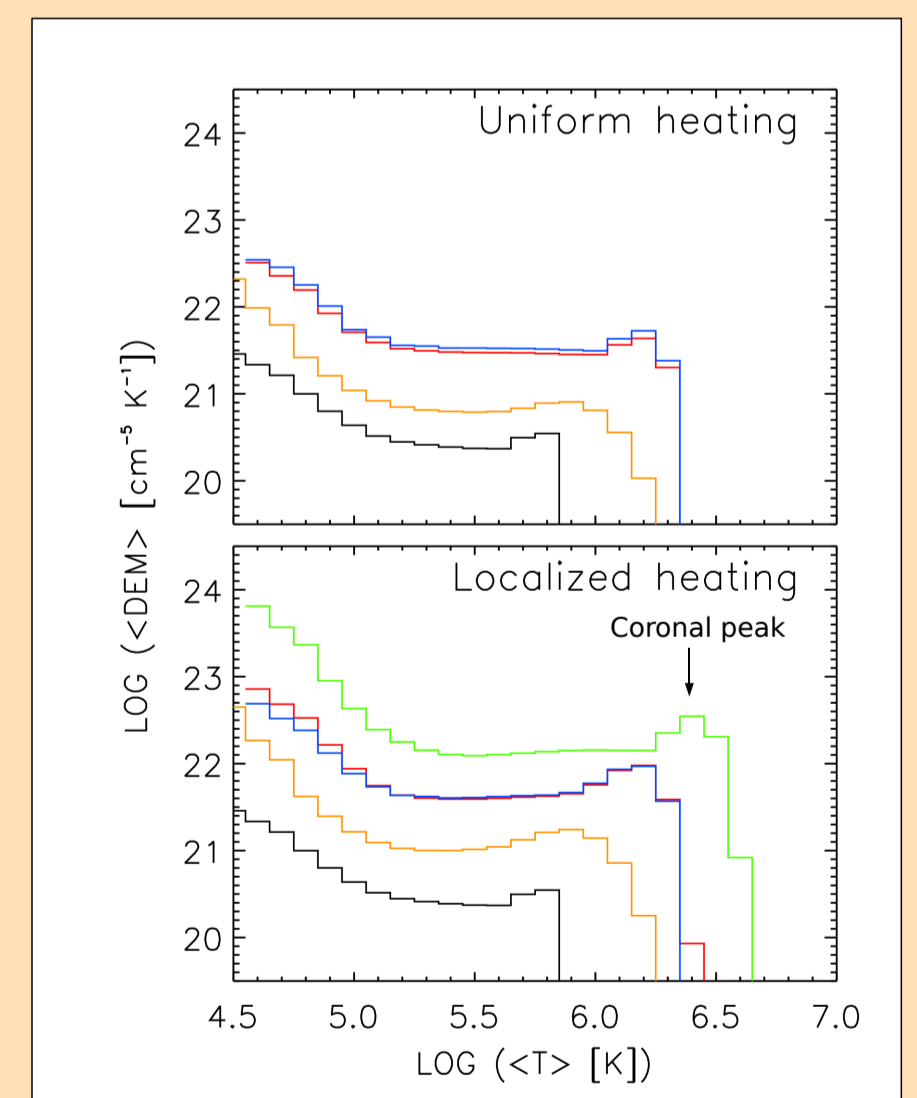 Uniform heating
24
23
22
21
20
Localized heating
Coronal peak
24
23
22
21
20
4.5 5.0 5.5 6.0 6.5 7.0
LOG (<T> [K])
LOG (<DEM> [cm⁻⁵ K⁻¹])